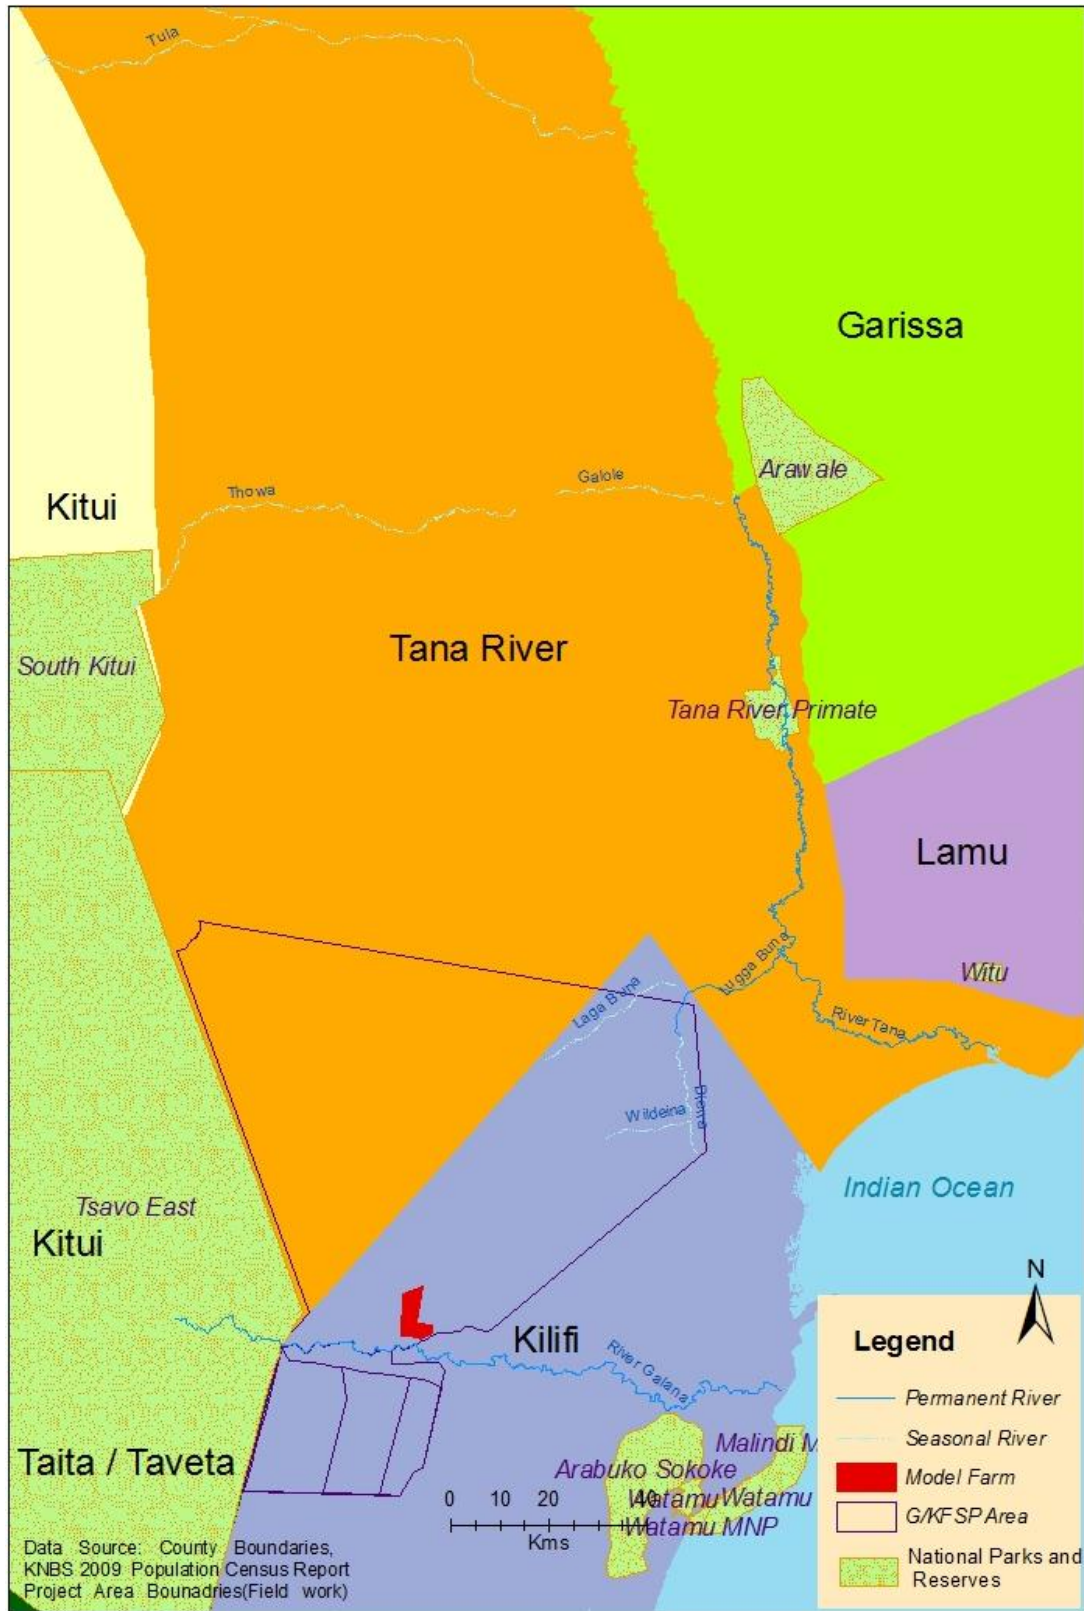 Tula
Garissa
Arawale
Galole
Thowa
Kitui
Tana River
South Kitui
Tana River Primate
Lamu
Lugga Buna
Witu
Laga Buna
River Tana
Wildeina
Indian Ocean
Tsavo East
Kitui
N
Kilifi
River Galana
Legend
Permanent River
Seasonal River
Model Farm
G/KFSP Area
National Parks and
Reserves
Taita / Taveta
Malindi M
Arabuko Sokoke
Watamu
Watamu
Watamu MNP
0 10 20 40
Kms
Data Source: County Boundaries,
KNBS 2009 Population Census Report
Project Area Bounadries(Field work)